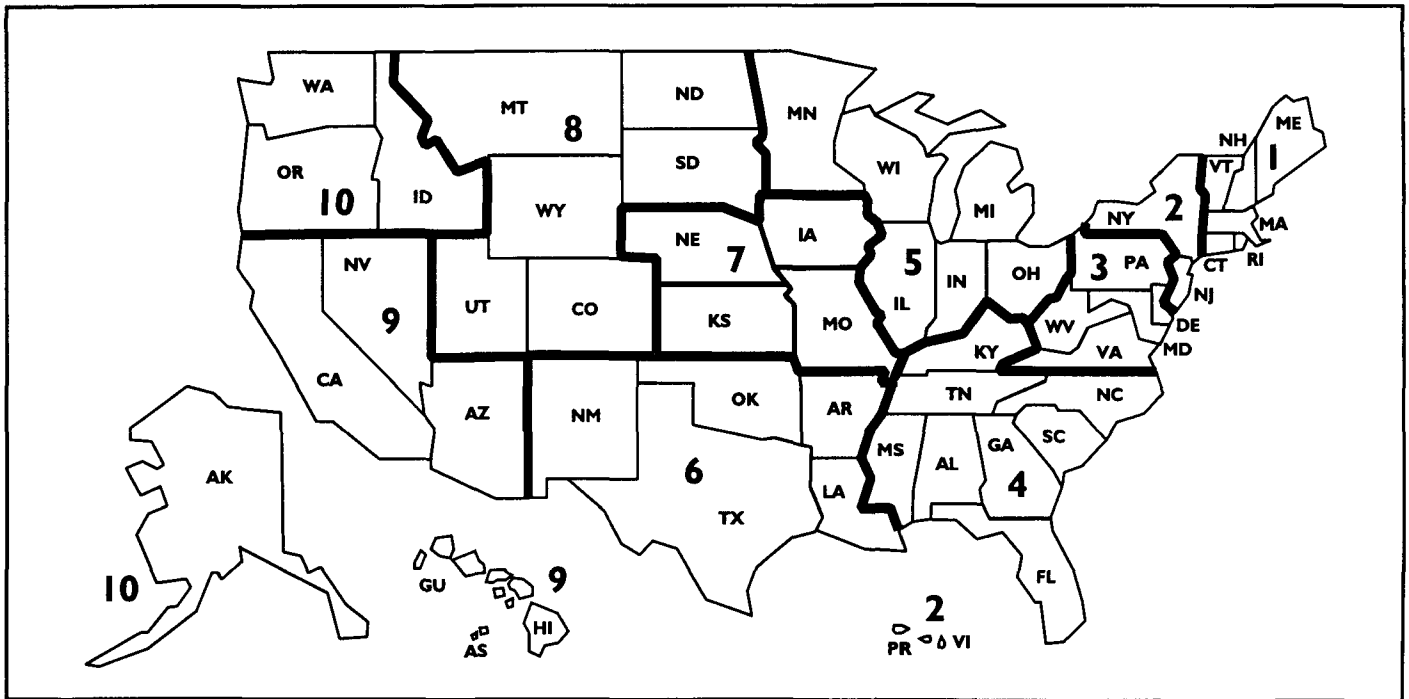 WA
MT
ND
MN
ME
8
NH
1
OR
SD
WI
VT
10
ID
WY
MI
NY
2
MA
NV
NE
IA
7
5
3
PA
CT
RI
UT
CO
KS
MO
IL
IN
OH
NJ
9
WV
DE
CA
KY
VA
MD
AZ
NM
OK
AR
TN
NC
AK
6
TX
LA
MS
AL
GA
SC
4
10
GU
9
FL
HI
AS
2
PR
VI